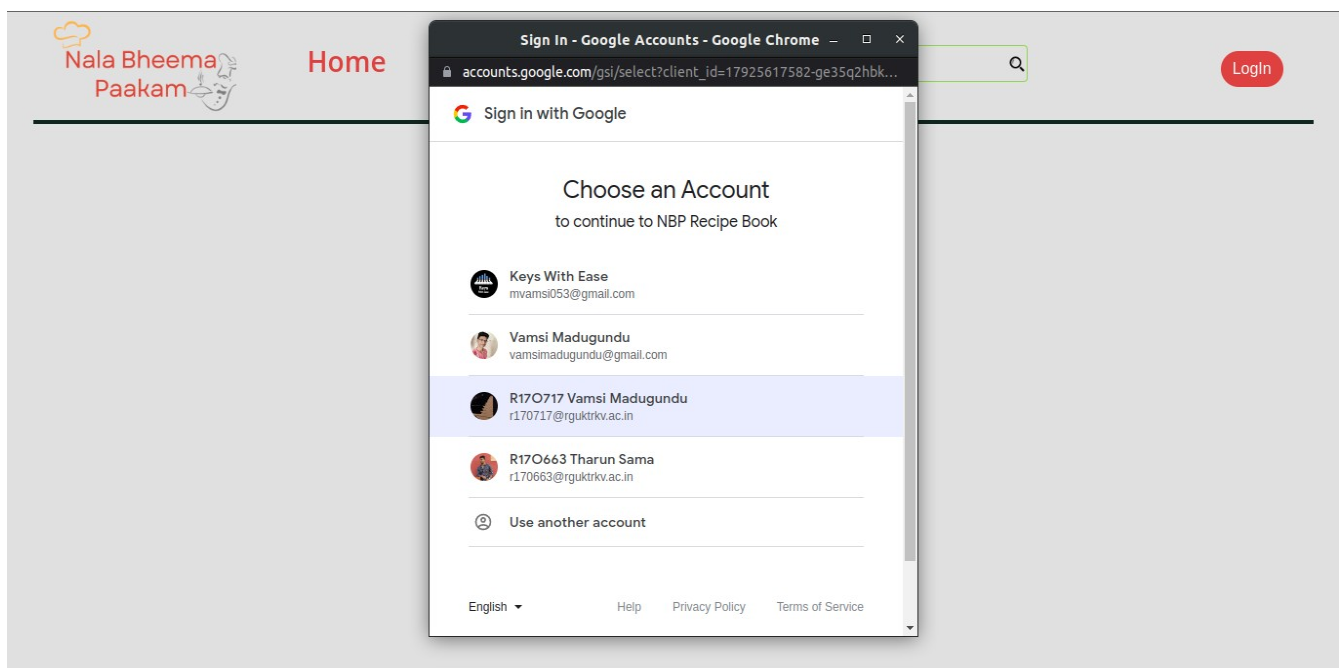 Nala Bheema
Paakam
Home
LogIn
Sign In - Google Accounts - Google Chrome
accounts.google.com/gsi/select?client_id=17925617582-ge35q2hbk...
Sign in with Google
Choose an Account
to continue to NBP Recipe Book
Keys With Ease
mvamsi053@gmail.com
Vamsi Madugundu
vamsimadugundu@gmail.com
R170717 Vamsi Madugundu
r170717@rguktrkv.ac.in
R170663 Tharun Sama
r170663@rguktrkv.ac.in
Use another account
English
Help
Privacy Policy
Terms of Service